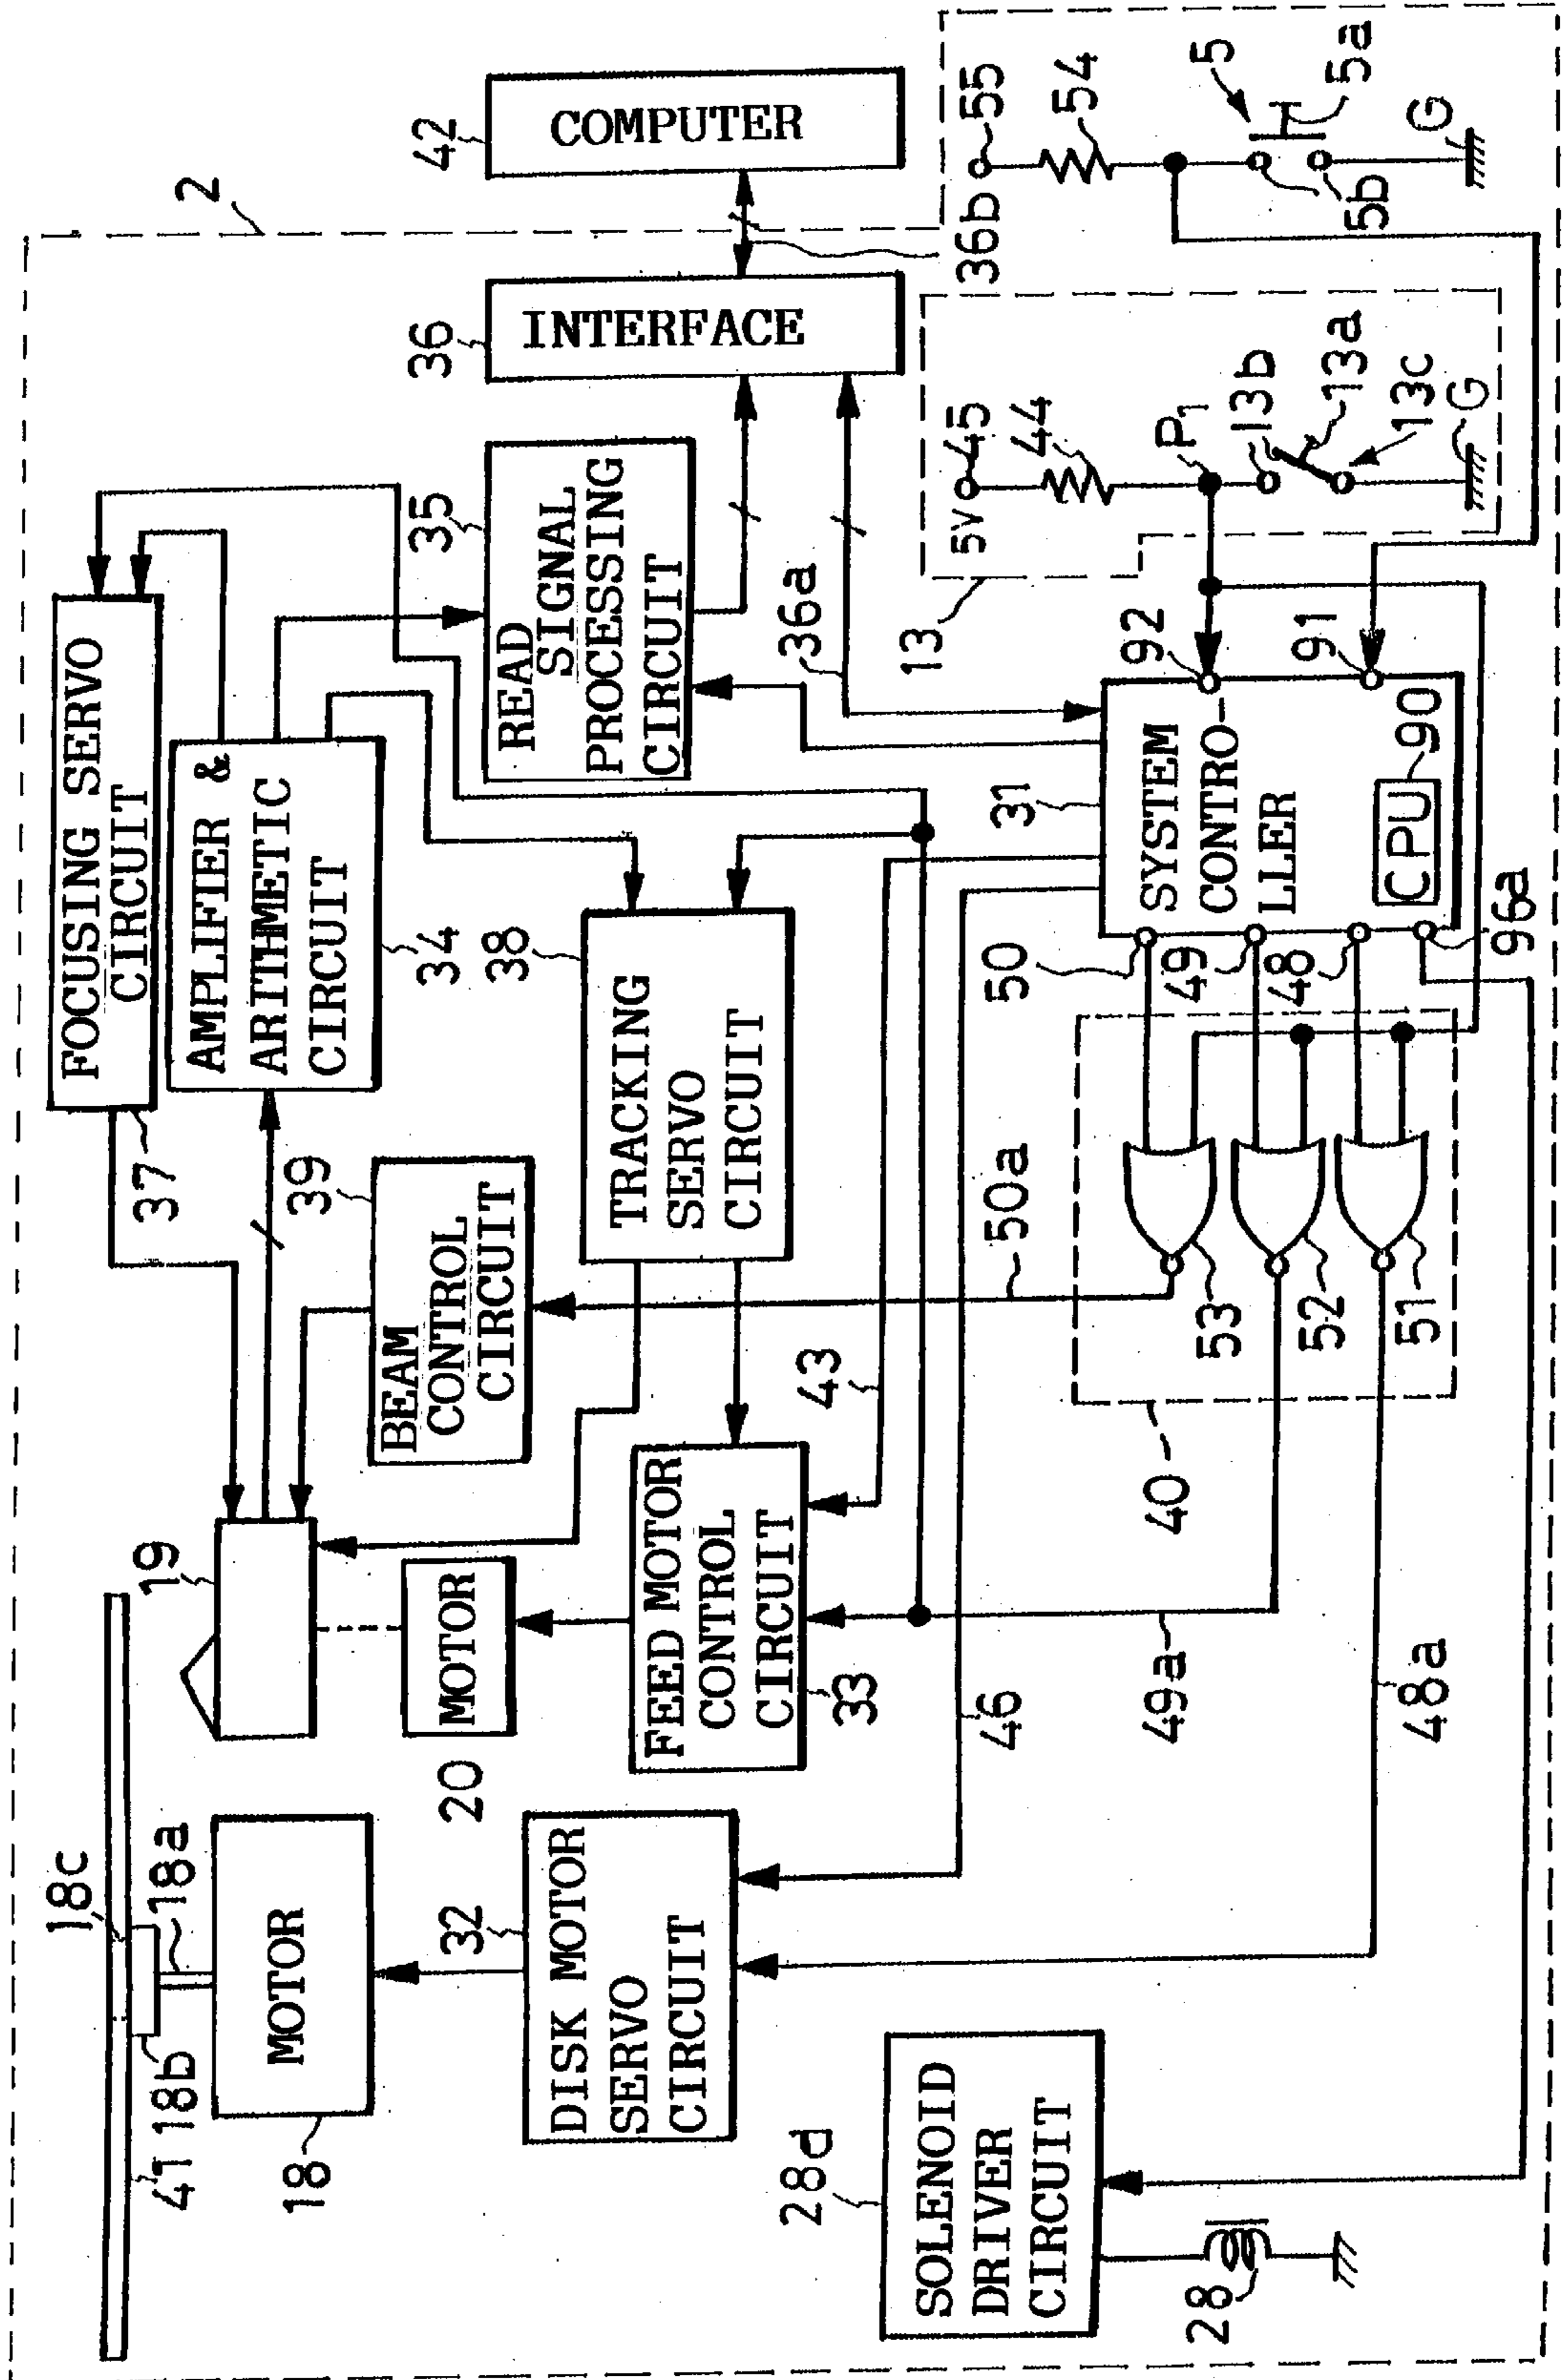 41
18b
18c
18a
18
MOTOR
19
20
MOTOR
37
FOCUSING SERVO
CIRCUIT
34
AMPLIFIER &
ARITHMETIC
CIRCUIT
39
BEAM
CONTROL
CIRCUIT
35
READ
SIGNAL
PROCESSING
CIRCUIT
36
INTERFACE
42
COMPUTER
2
36b
36a
32
DISK MOTOR
SERVO
CIRCUIT
33
FEED MOTOR
CONTROL
CIRCUIT
38
TRACKING
SERVO
CIRCUIT
43
46
50a
49a
48a
40
53
52
51
50
49
48
96a
31
SYSTEM
CONTRO-
LLER
CPU
90
92
91
13
5V
45
44
P1
13b
13a
13c
G
55
54
5
5a
5b
G
28d
SOLENOID
DRIVER
CIRCUIT
28